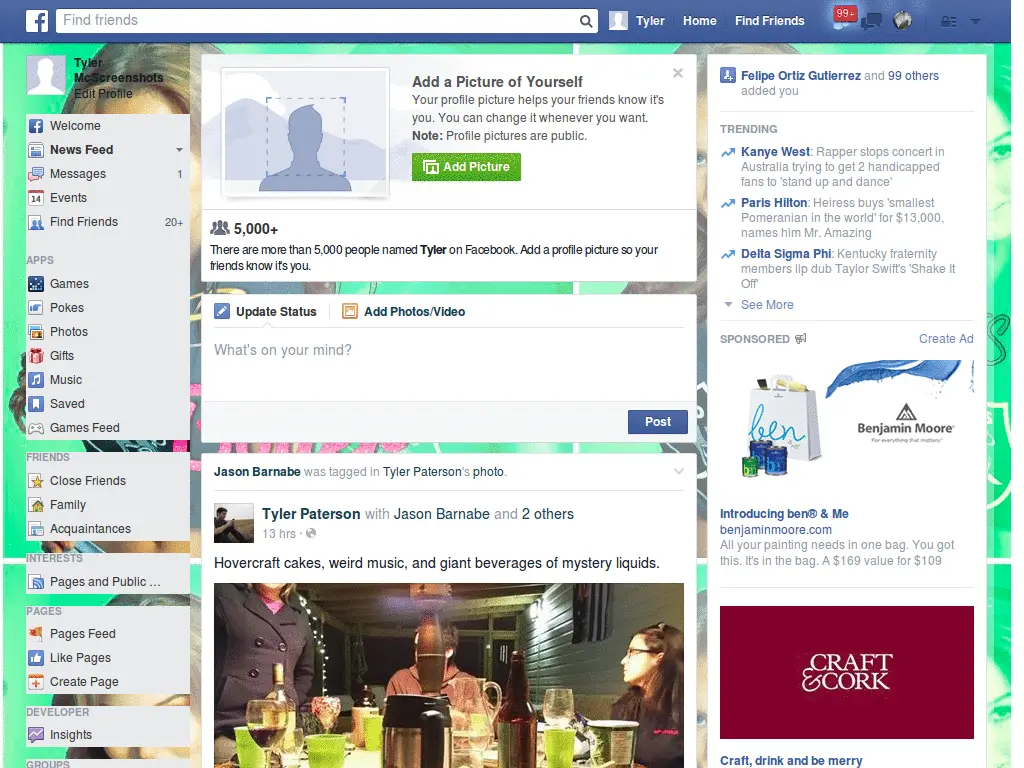 Find friends
Tyler
Home
Find Friends
99+
Tyler
McScreenshots
Edit Profile
Welcome
News Feed
Messages 1
14 Events
Find Friends 20+
APPS
Games
Pokes
Photos
Gifts
Music
Saved
Games Feed
FRIENDS
Close Friends
Family
Acquaintances
INTERESTS
Pages and Public ...
PAGES
Pages Feed
Like Pages
Create Page
DEVELOPER
Insights
GROUPS
Add a Picture of Yourself
Your profile picture helps your friends know it's
you. You can change it whenever you want.
Note: Profile pictures are public.
Add Picture
5,000+
There are more than 5,000 people named Tyler on Facebook. Add a profile picture so your
friends know it's you.
Update Status
Add Photos/Video
What's on your mind?
Post
Jason Barnabe was tagged in Tyler Paterson's photo.
Tyler Paterson with Jason Barnabe and 2 others
13 hrs ·
Hovercraft cakes, weird music, and giant beverages of mystery liquids.
Felipe Ortiz Gutierrez and 99 others
added you
TRENDING
Kanye West: Rapper stops concert in
Australia trying to get 2 handicapped
fans to 'stand up and dance'
Paris Hilton: Heiress buys 'smallest
Pomeranian in the world' for $13,000,
names him Mr. Amazing
Delta Sigma Phi: Kentucky fraternity
members lip dub Taylor Swift's 'Shake It
Off'
See More
SPONSORED
Create Ad
ben
Benjamin Moore®
For everything that matters.™
Introducing ben® & Me
benjaminmoore.com
All your painting needs in one bag. You got
this. It's in the bag. A $169 value for $109
CRAFT
&CORK
Craft, drink and be merry